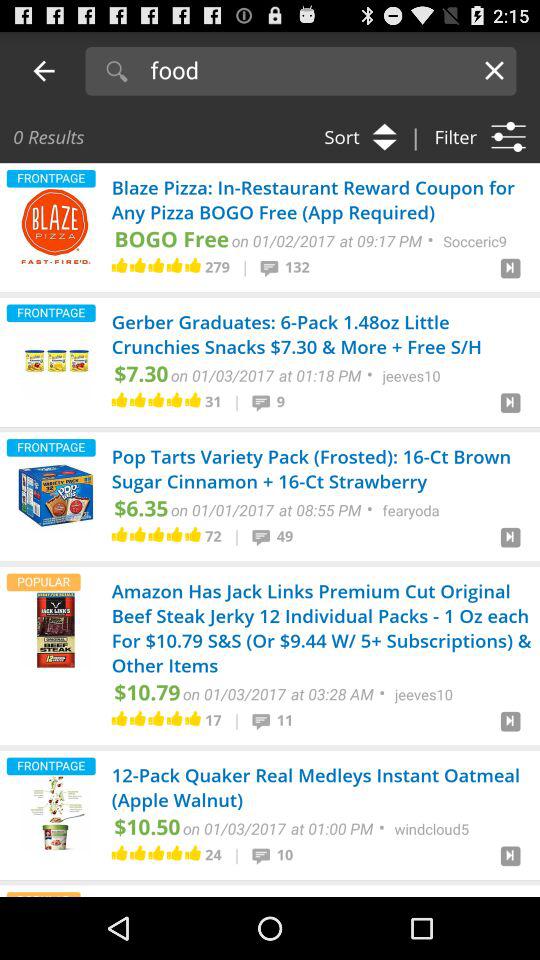 2:15
food
0 Results
Sort | Filter
FRONTPAGE
BLAZE
PIZZA
FAST-FIRE'D.
Blaze Pizza: In-Restaurant Reward Coupon for
Any Pizza BOGO Free (App Required)
BOGO Free on 01/02/2017 at 09:17 PM • Socceric9
279 | 132
FRONTPAGE
Gerber Graduates: 6-Pack 1.48oz Little
Crunchies Snacks $7.30 & More + Free S/H
$7.30 on 01/03/2017 at 01:18 PM • jeeves10
31 | 9
FRONTPAGE
Pop Tarts Variety Pack (Frosted): 16-Ct Brown
Sugar Cinnamon + 16-Ct Strawberry
$6.35 on 01/01/2017 at 08:55 PM • fearyoda
72 | 49
POPULAR
JACK LINK'S
BEEF
STEAK
Amazon Has Jack Links Premium Cut Original
Beef Steak Jerky 12 Individual Packs - 1 Oz each
For $10.79 S&S (Or $9.44 W/ 5+ Subscriptions) &
Other Items
$10.79 on 01/03/2017 at 03:28 AM • jeeves10
17 | 11
FRONTPAGE
12-Pack Quaker Real Medleys Instant Oatmeal
(Apple Walnut)
$10.50 on 01/03/2017 at 01:00 PM • windcloud5
24 | 10